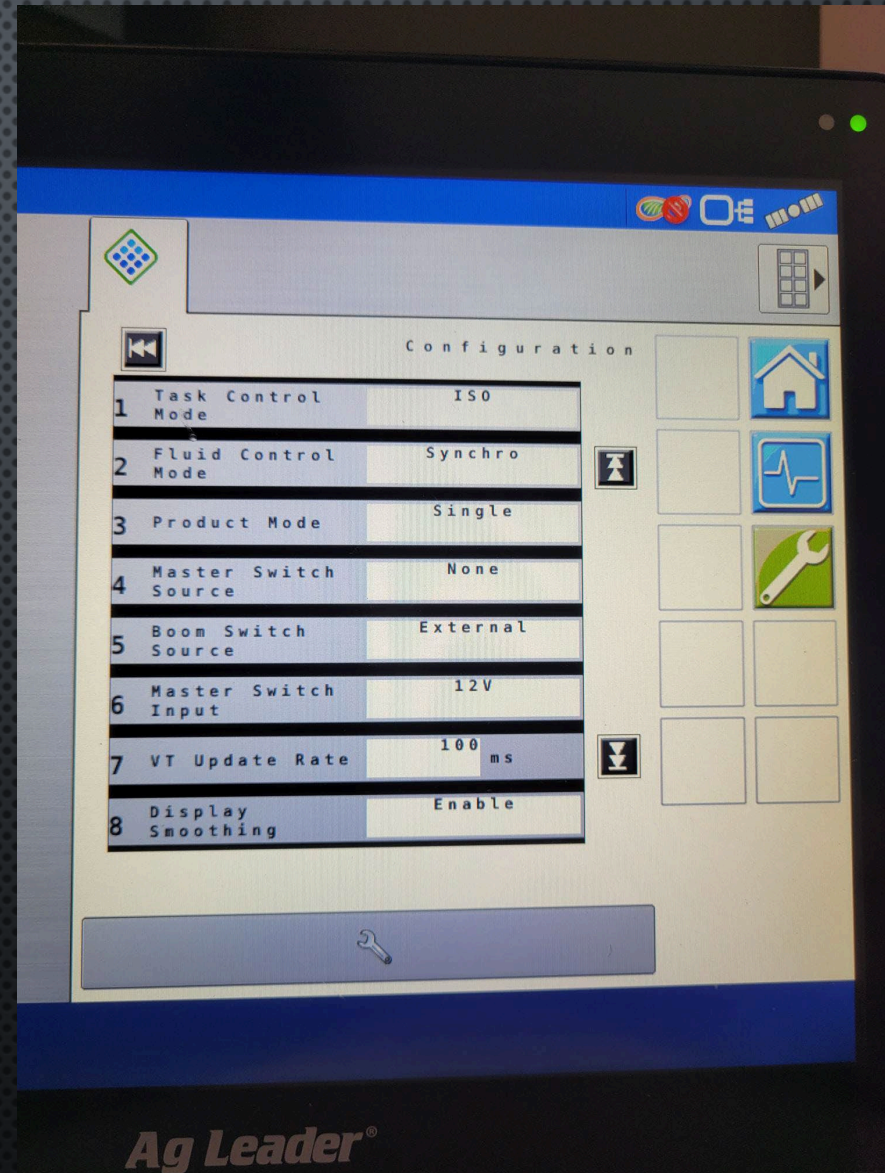 Configuration
1 Task Control Mode ISO
2 Fluid Control Mode Synchro
3 Product Mode Single
4 Master Switch Source None
5 Boom Switch Source External
6 Master Switch Input 12V
7 VT Update Rate 100 ms
8 Display Smoothing Enable
Ag Leader®